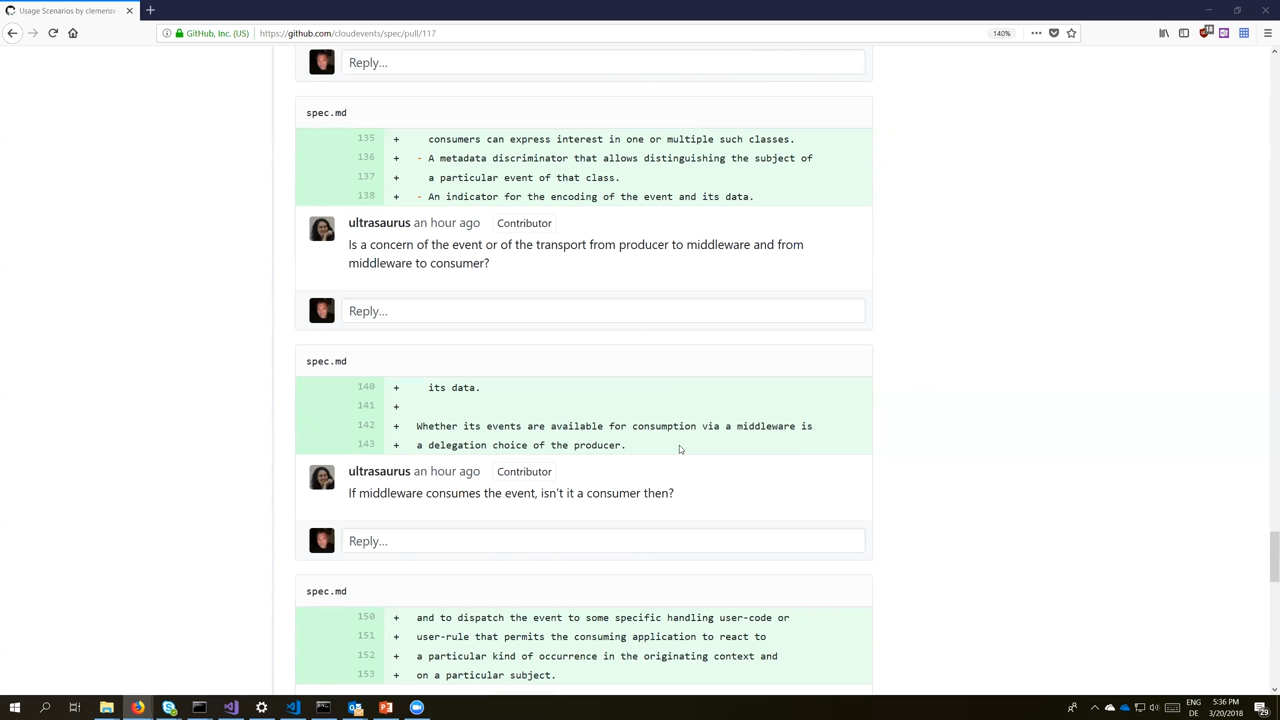 Usage Scenarios by clemensv
GitHub, Inc. (US)
https://github.com/cloudevents/spec/pull/117
140%
Reply...
spec.md
135 + consumers can express interest in one or multiple such classes.
136 + - A metadata discriminator that allows distinguishing the subject of
137 + a particular event of that class.
138 + - An indicator for the encoding of the event and its data.
ultrasaurus an hour ago Contributor
Is a concern of the event or of the transport from producer to middleware and from
middleware to consumer?
Reply...
spec.md
140 + its data.
141 +
142 + Whether its events are available for consumption via a middleware is
143 + a delegation choice of the producer.
ultrasaurus an hour ago Contributor
If middleware consumes the event, isn't it a consumer then?
Reply...
spec.md
150 + and to dispatch the event to some specific handling user-code or
151 + user-rule that permits the consuming application to react to
152 + a particular kind of occurrence in the originating context and
153 + on a particular subject.
ENG
DE
5:36 PM
3/20/2018
29